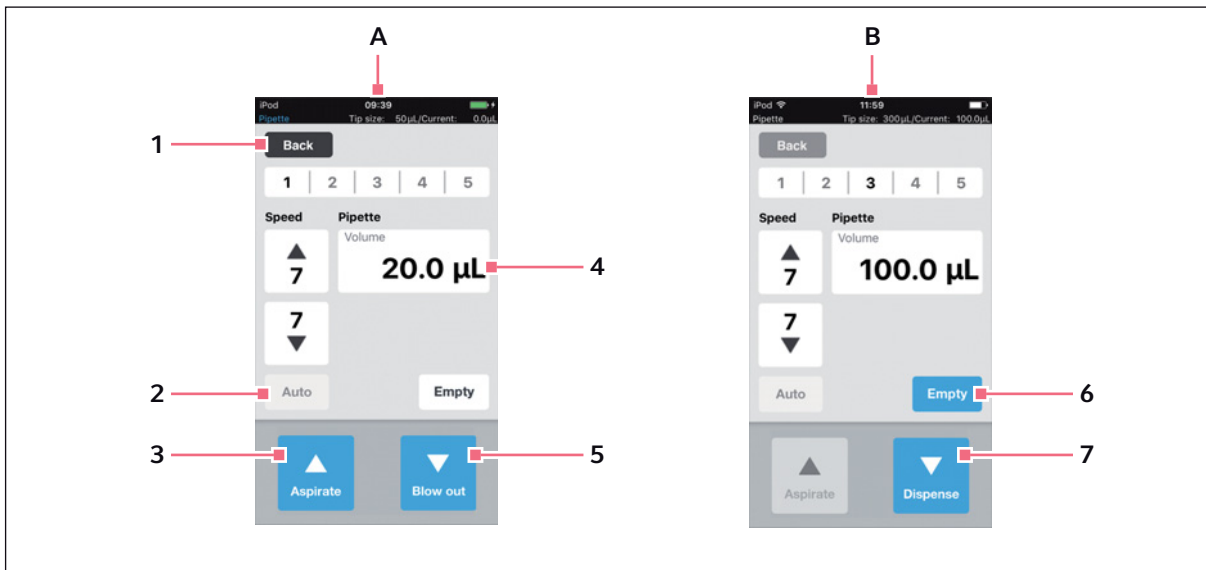 A
B
iPod 09:39
Pipette Tip size: 50µL/Current: 0.0µL
1
Back
1 2 3 4 5
Speed Pipette
Volume
7
20.0 µL
4
7
2
Auto Empty
3
Aspirate Blow out
5
iPod 11:59
Pipette Tip size: 300µL/Current: 100.0µL
Back
1 2 3 4 5
Speed Pipette
Volume
7
100.0 µL
7
Auto Empty
6
Aspirate Dispense
7